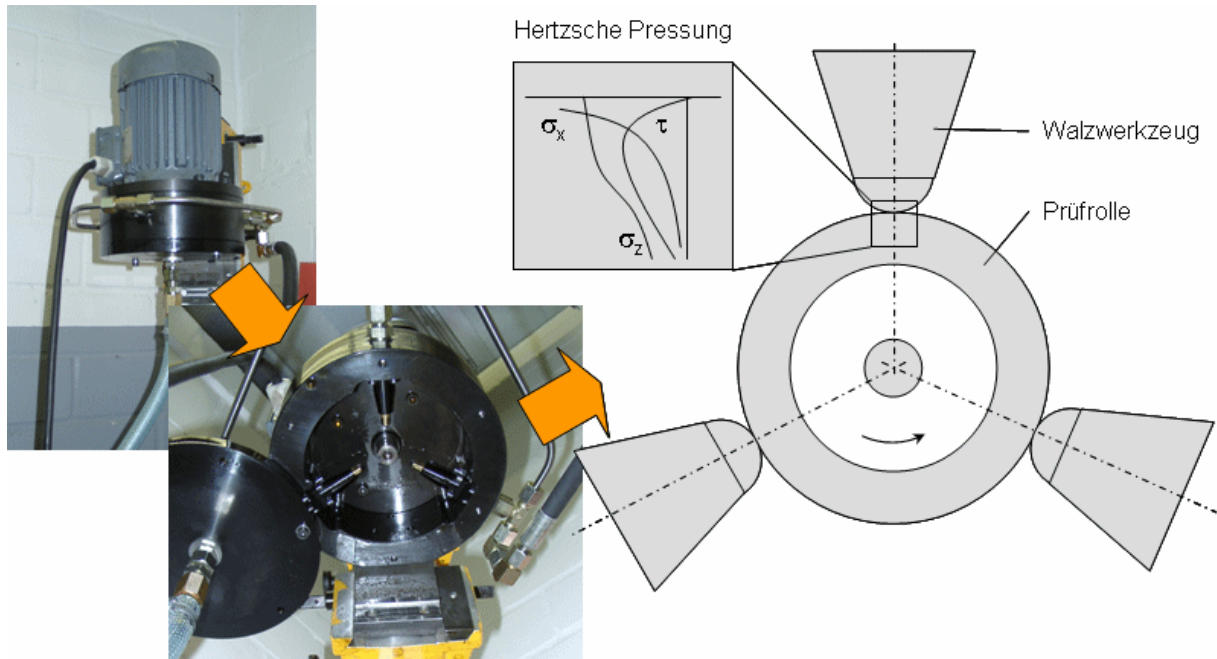 Hertzsche Pressung
σx
τ
σz
Walzwerkzeug
Prüfrolle